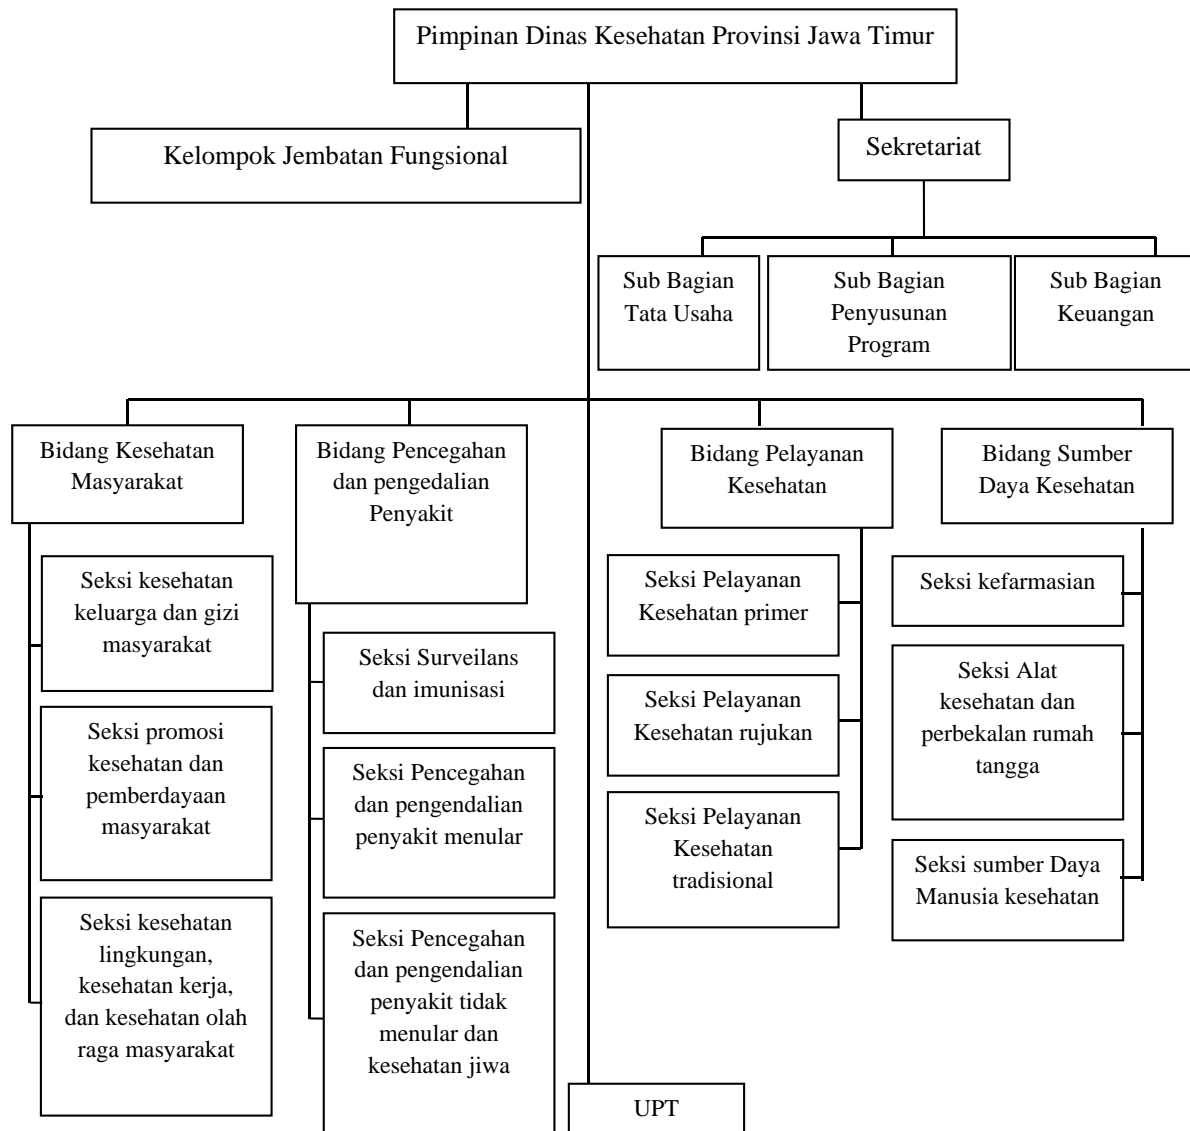 Pimpinan Dinas Kesehatan Provinsi Jawa Timur
Kelompok Jembatan Fungsional
Sekretariat
Sub Bagian
Tata Usaha
Sub Bagian
Penyusunan
Program
Sub Bagian
Keuangan
Bidang Kesehatan
Masyarakat
Bidang Pencegahan
dan pengedalian
Penyakit
Bidang Pelayanan
Kesehatan
Bidang Sumber
Daya Kesehatan
Seksi kesehatan
keluarga dan gizi
masyarakat
Seksi promosi
kesehatan dan
pemberdayaan
masyarakat
Seksi kesehatan
lingkungan,
kesehatan kerja,
dan kesehatan olah
raga masyarakat
Seksi Surveilans
dan imunisasi
Seksi Pencegahan
dan pengendalian
penyakit menular
Seksi Pencegahan
dan pengendalian
penyakit tidak
menular dan
kesehatan jiwa
Seksi Pelayanan
Kesehatan primer
Seksi Pelayanan
Kesehatan rujukan
Seksi Pelayanan
Kesehatan
tradisional
Seksi kefarmasian
Seksi Alat
kesehatan dan
perbekalan rumah
tangga
Seksi sumber Daya
Manusia kesehatan
UPT